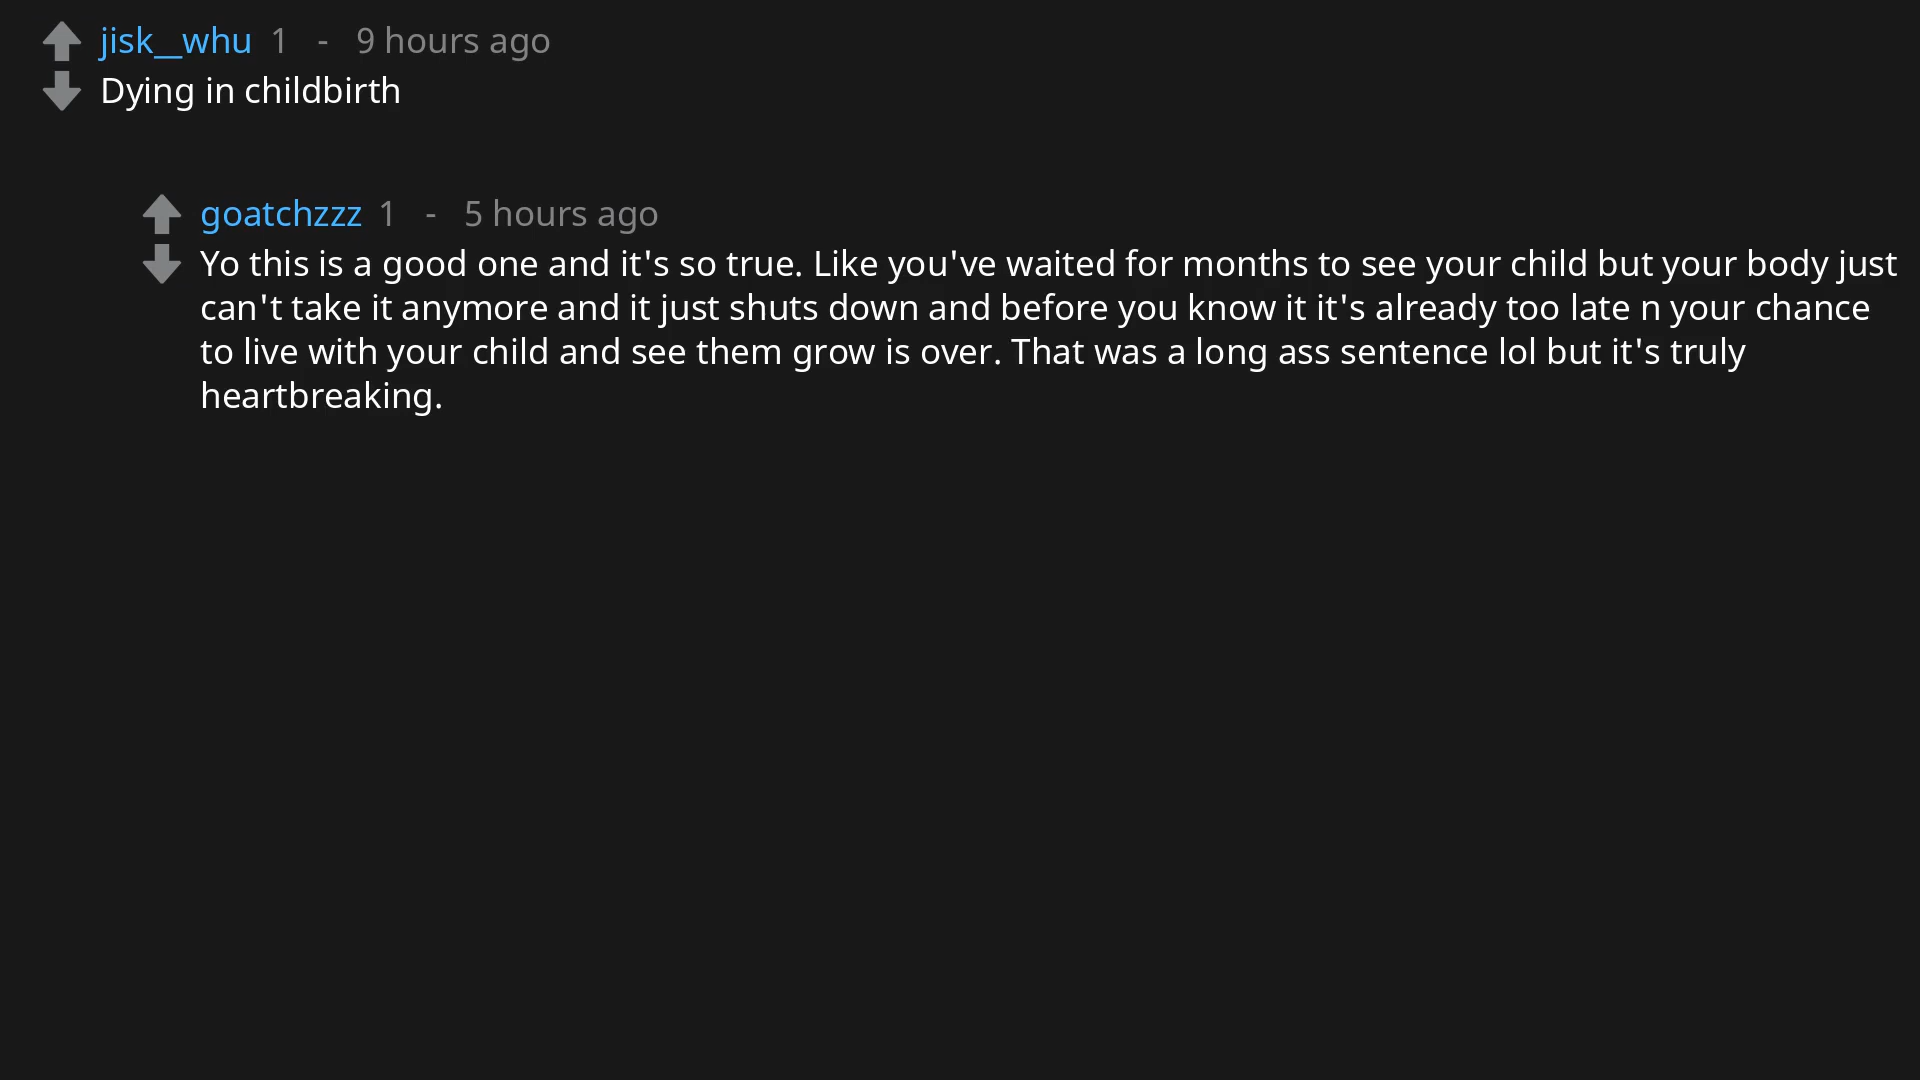 jisk__whu 1 - 9 hours ago
Dying in childbirth
goatchzzz 1 - 5 hours ago
Yo this is a good one and it's so true. Like you've waited for months to see your child but your body just
can't take it anymore and it just shuts down and before you know it it's already too late n your chance
to live with your child and see them grow is over. That was a long ass sentence lol but it's truly
heartbreaking.